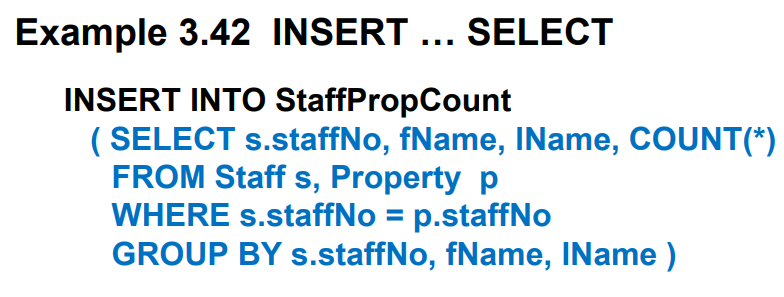 Example 3.42 INSERT … SELECT
INSERT INTO StaffPropCount
( SELECT s.staffNo, fName, lName, COUNT(*)
FROM Staff s, Property p
WHERE s.staffNo = p.staffNo
GROUP BY s.staffNo, fName, lName )